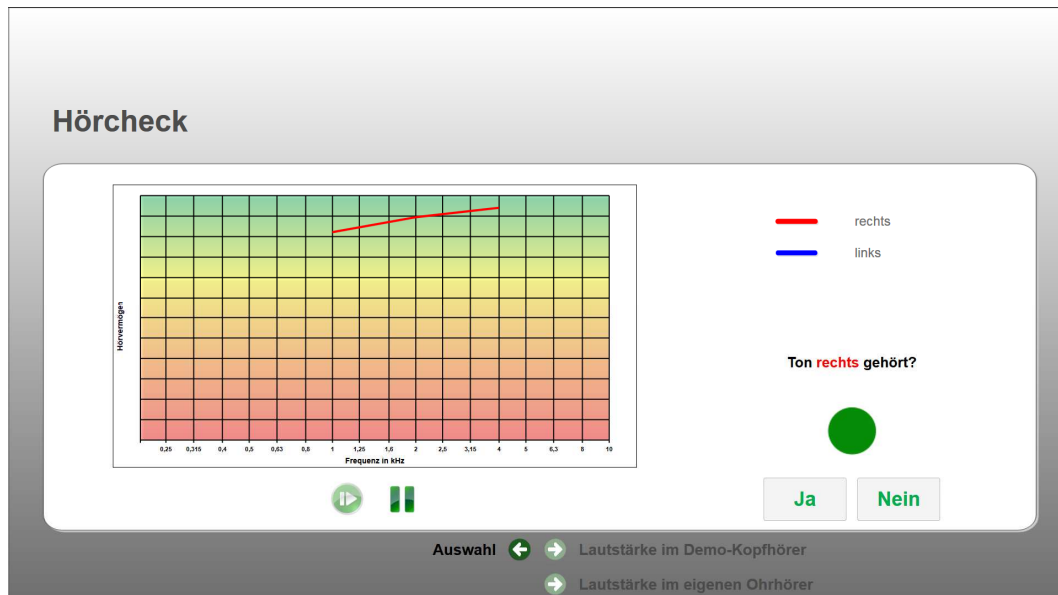 Hörcheck
Hörvermögen
0,25 0,315 0,4 0,5 0,63 0,8 1 1,25 1,6 2 2,5 3,15 4 5 6,3 8 10
Frequenz in kHz
rechts
links
Ton rechts gehört?
Ja Nein
Auswahl Lautstärke im Demo-Kopfhörer
Lautstärke im eigenen Ohrhörer